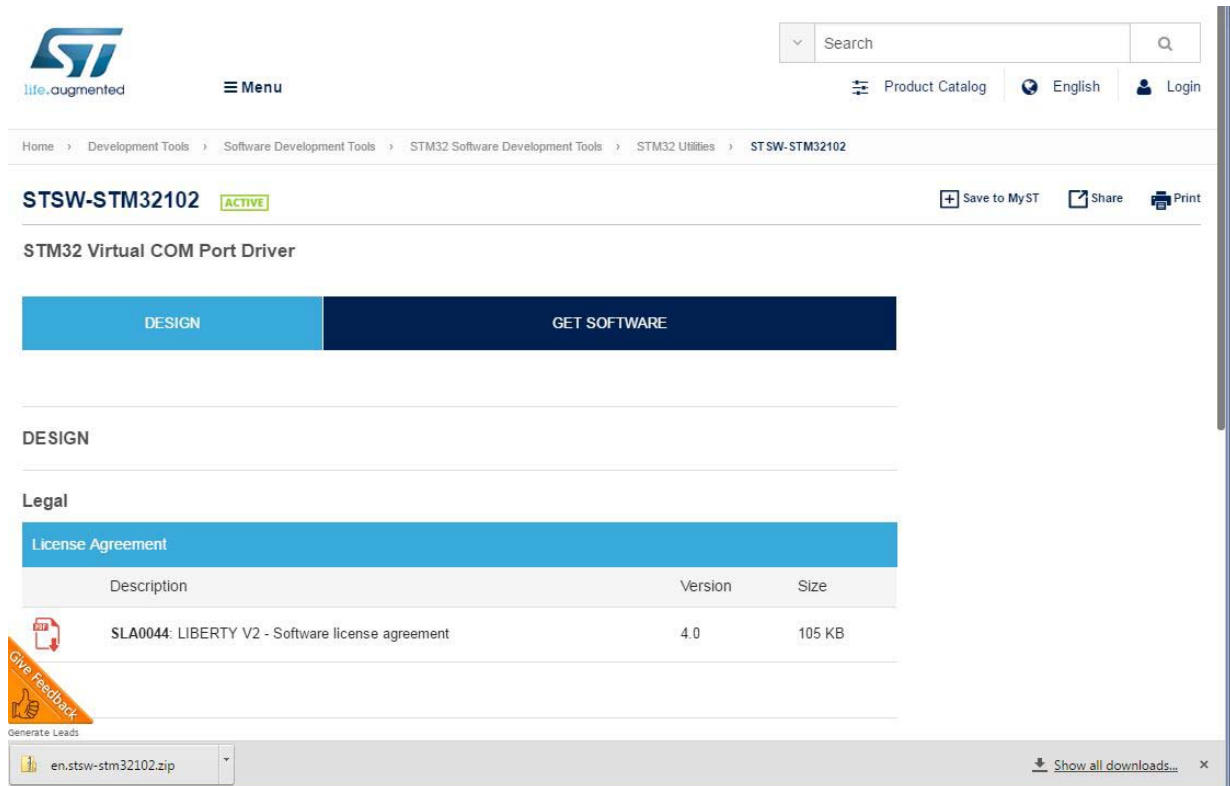 ST
life.augmented
Menu
Search
Product Catalog
English
Login
Home › Development Tools › Software Development Tools › STM32 Software Development Tools › STM32 Utilities › STSW-STM32102
STSW-STM32102 ACTIVE
Save to MyST Share Print
STM32 Virtual COM Port Driver
DESIGN GET SOFTWARE
DESIGN
Legal
License Agreement
Description Version Size
PDF SLA0044: LIBERTY V2 - Software license agreement 4.0 105 KB
Give Feedback
Generate Leads
en.stsw-stm32102.zip
Show all downloads... ×